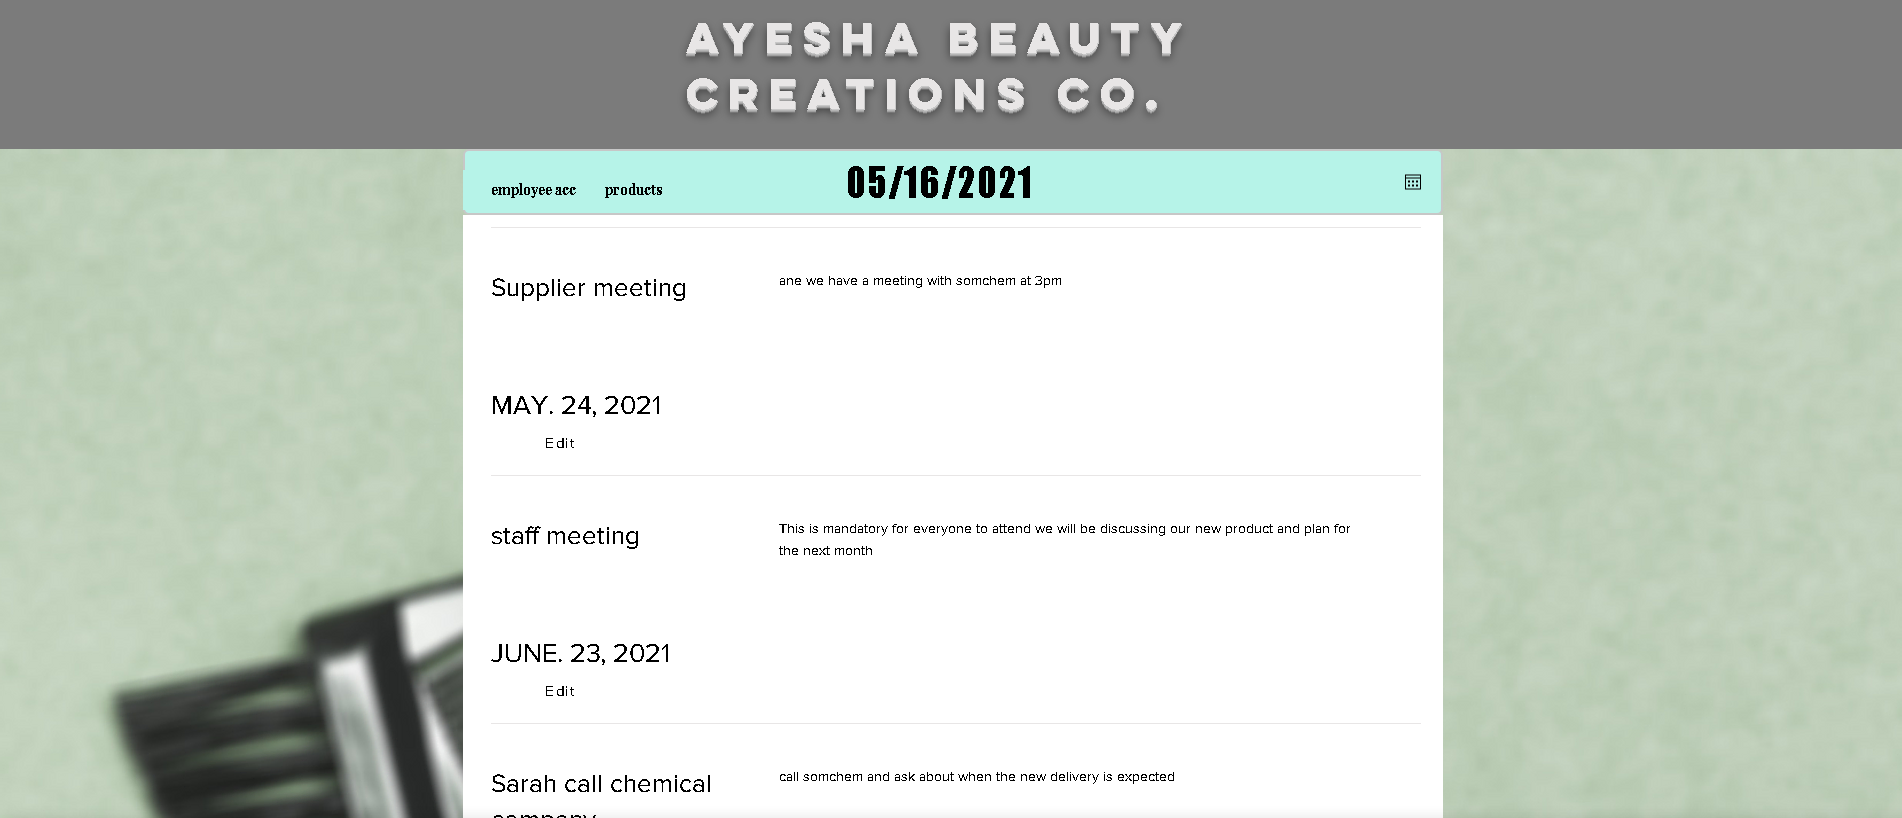 AYESHA BEAUTY
CREATIONS CO.
employee acc products 05/16/2021
Supplier meeting
ane we have a meeting with somchem at 3pm
MAY. 24, 2021
Edit
staff meeting
This is mandatory for everyone to attend we will be discussing our new product and plan for
the next month
JUNE. 23, 2021
Edit
Sarah call chemical
company
call somchem and ask about when the new delivery is expected